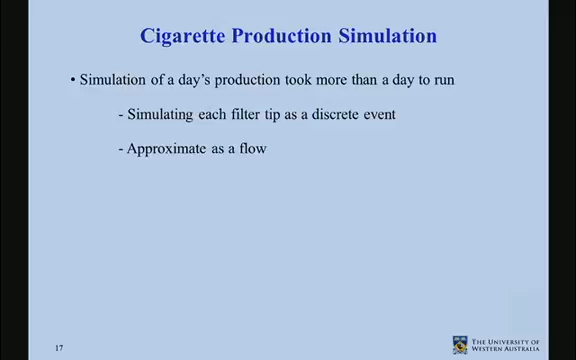 Cigarette Production Simulation
• Simulation of a day's production took more than a day to run
- Simulating each filter tip as a discrete event
- Approximate as a flow
17
THE UNIVERSITY OF
WESTERN AUSTRALIA